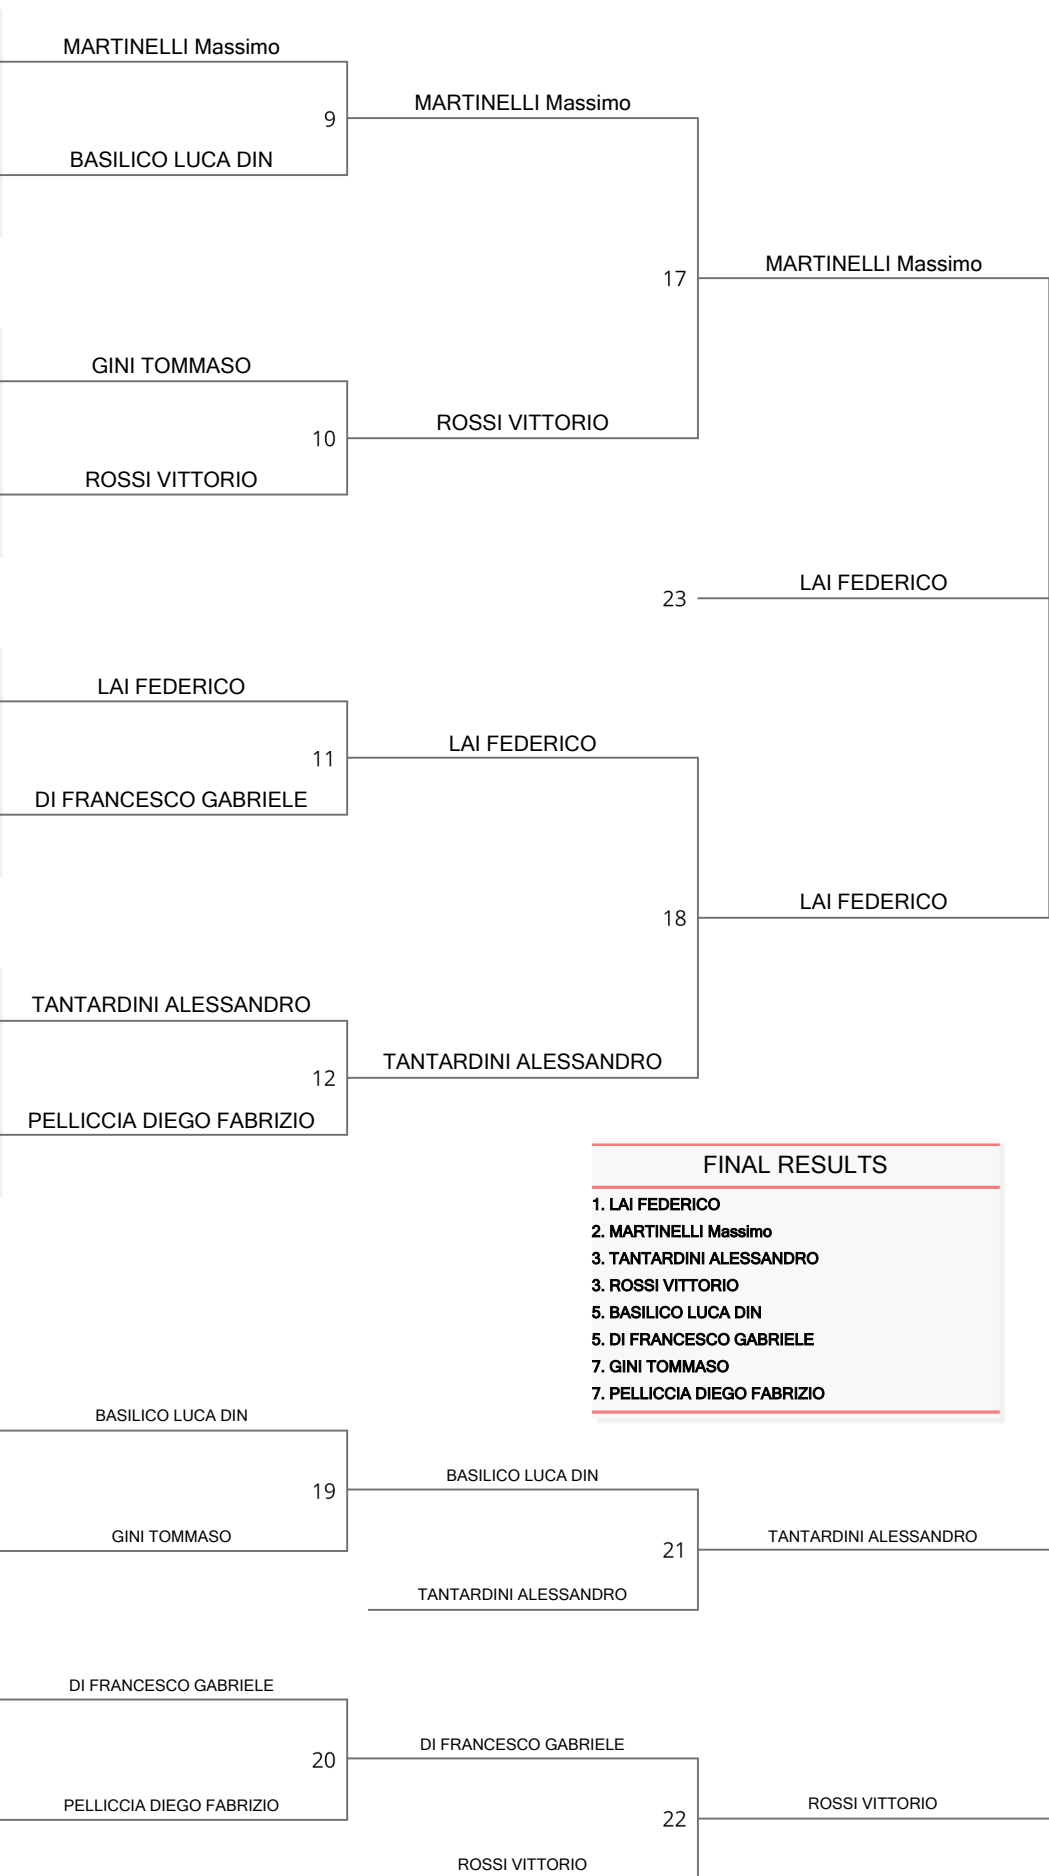 MARTINELLI Massimo
MARTINELLI Massimo
9
BASILICO LUCA DIN
MARTINELLI Massimo
17
GINI TOMMASO
ROSSI VITTORIO
10
ROSSI VITTORIO
LAI FEDERICO
23
LAI FEDERICO
LAI FEDERICO
11
DI FRANCESCO GABRIELE
LAI FEDERICO
18
TANTARDINI ALESSANDRO
TANTARDINI ALESSANDRO
12
PELLICCIA DIEGO FABRIZIO
FINAL RESULTS
1. LAI FEDERICO
2. MARTINELLI Massimo
3. TANTARDINI ALESSANDRO
3. ROSSI VITTORIO
5. BASILICO LUCA DIN
5. DI FRANCESCO GABRIELE
7. GINI TOMMASO
7. PELLICCIA DIEGO FABRIZIO
BASILICO LUCA DIN
BASILICO LUCA DIN
19
GINI TOMMASO
TANTARDINI ALESSANDRO
21
TANTARDINI ALESSANDRO
DI FRANCESCO GABRIELE
DI FRANCESCO GABRIELE
20
PELLICCIA DIEGO FABRIZIO
ROSSI VITTORIO
22
ROSSI VITTORIO